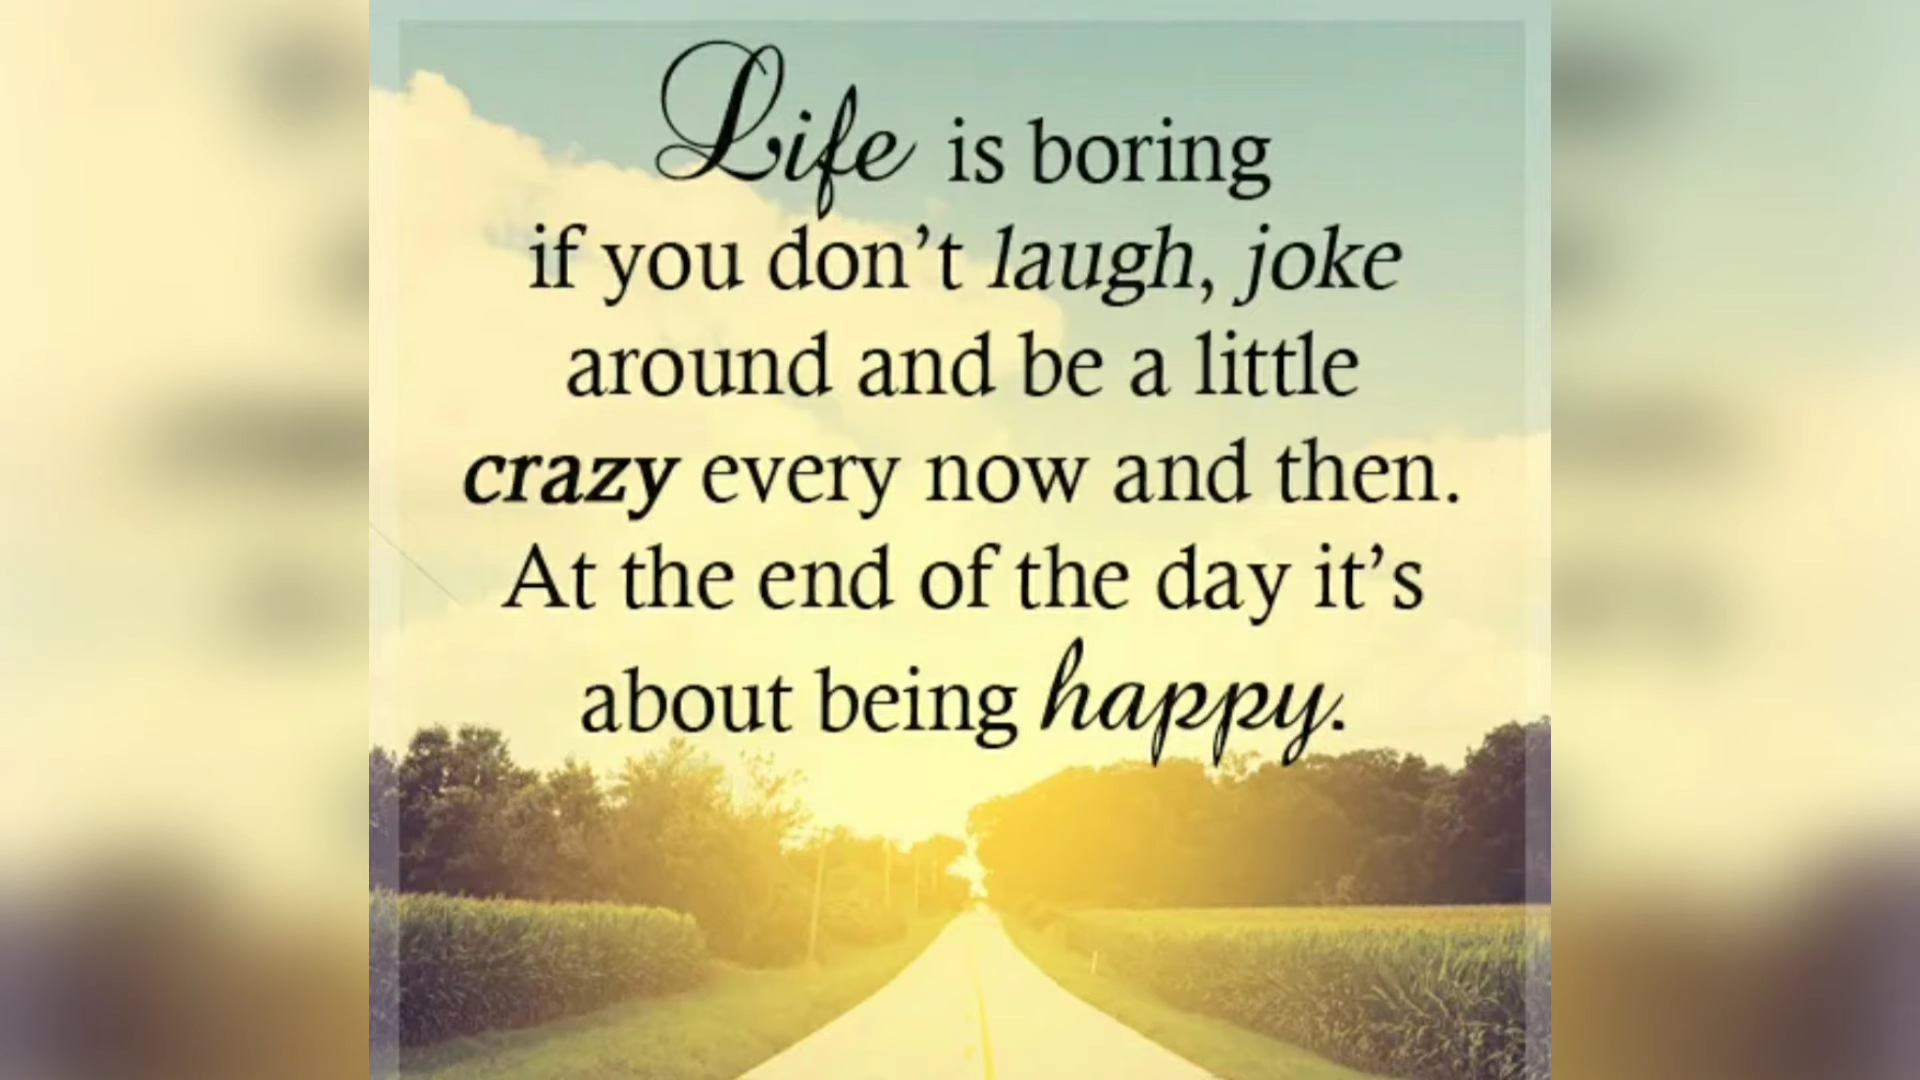 Life is boring
if you don’t laugh, joke
around and be a little
crazy every now and then.
At the end of the day it’s
about being happy.